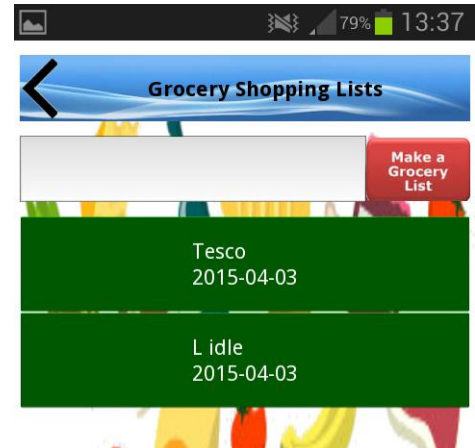 79% 13:37
Grocery Shopping Lists
Make a
Grocery
List
Tesco
2015-04-03
L idle
2015-04-03